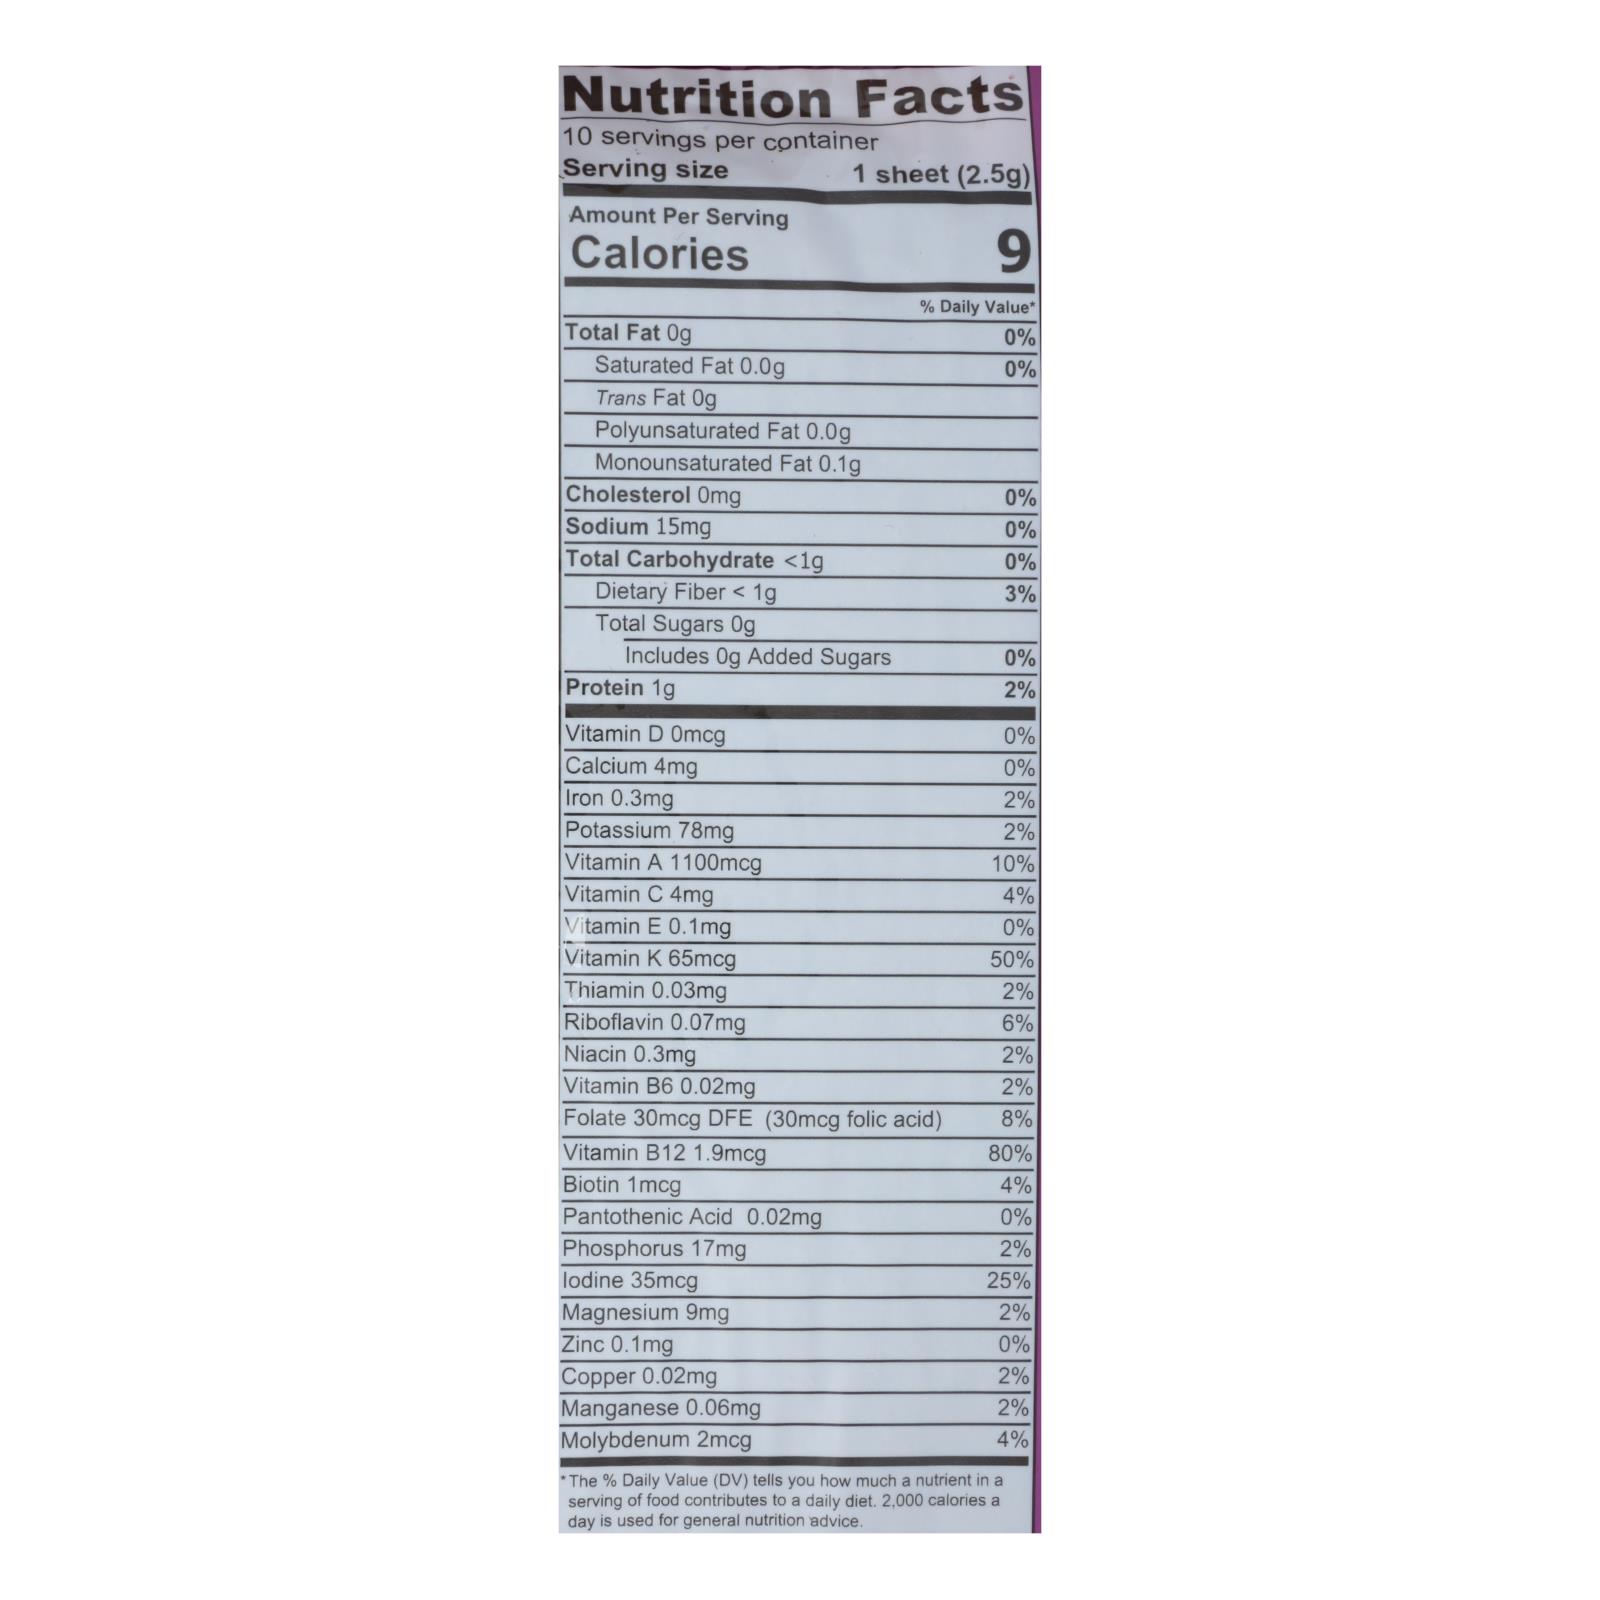 Nutrition Facts
10 servings per container
Serving size 1 sheet (2.5g)
Amount Per Serving
Calories 9
% Daily Value*
Total Fat 0g 0%
Saturated Fat 0.0g 0%
Trans Fat 0g
Polyunsaturated Fat 0.0g
Monounsaturated Fat 0.1g
Cholesterol 0mg 0%
Sodium 15mg 0%
Total Carbohydrate <1g 0%
Dietary Fiber < 1g 3%
Total Sugars 0g
Includes 0g Added Sugars 0%
Protein 1g 2%
Vitamin D 0mcg 0%
Calcium 4mg 0%
Iron 0.3mg 2%
Potassium 78mg 2%
Vitamin A 1100mcg 10%
Vitamin C 4mg 4%
Vitamin E 0.1mg 0%
Vitamin K 65mcg 50%
Thiamin 0.03mg 2%
Riboflavin 0.07mg 6%
Niacin 0.3mg 2%
Vitamin B6 0.02mg 2%
Folate 30mcg DFE (30mcg folic acid) 8%
Vitamin B12 1.9mcg 80%
Biotin 1mcg 4%
Pantothenic Acid 0.02mg 0%
Phosphorus 17mg 2%
Iodine 35mcg 25%
Magnesium 9mg 2%
Zinc 0.1mg 0%
Copper 0.02mg 2%
Manganese 0.06mg 2%
Molybdenum 2mcg 4%
*The % Daily Value (DV) tells you how much a nutrient in a
serving of food contributes to a daily diet. 2,000 calories a
day is used for general nutrition advice.